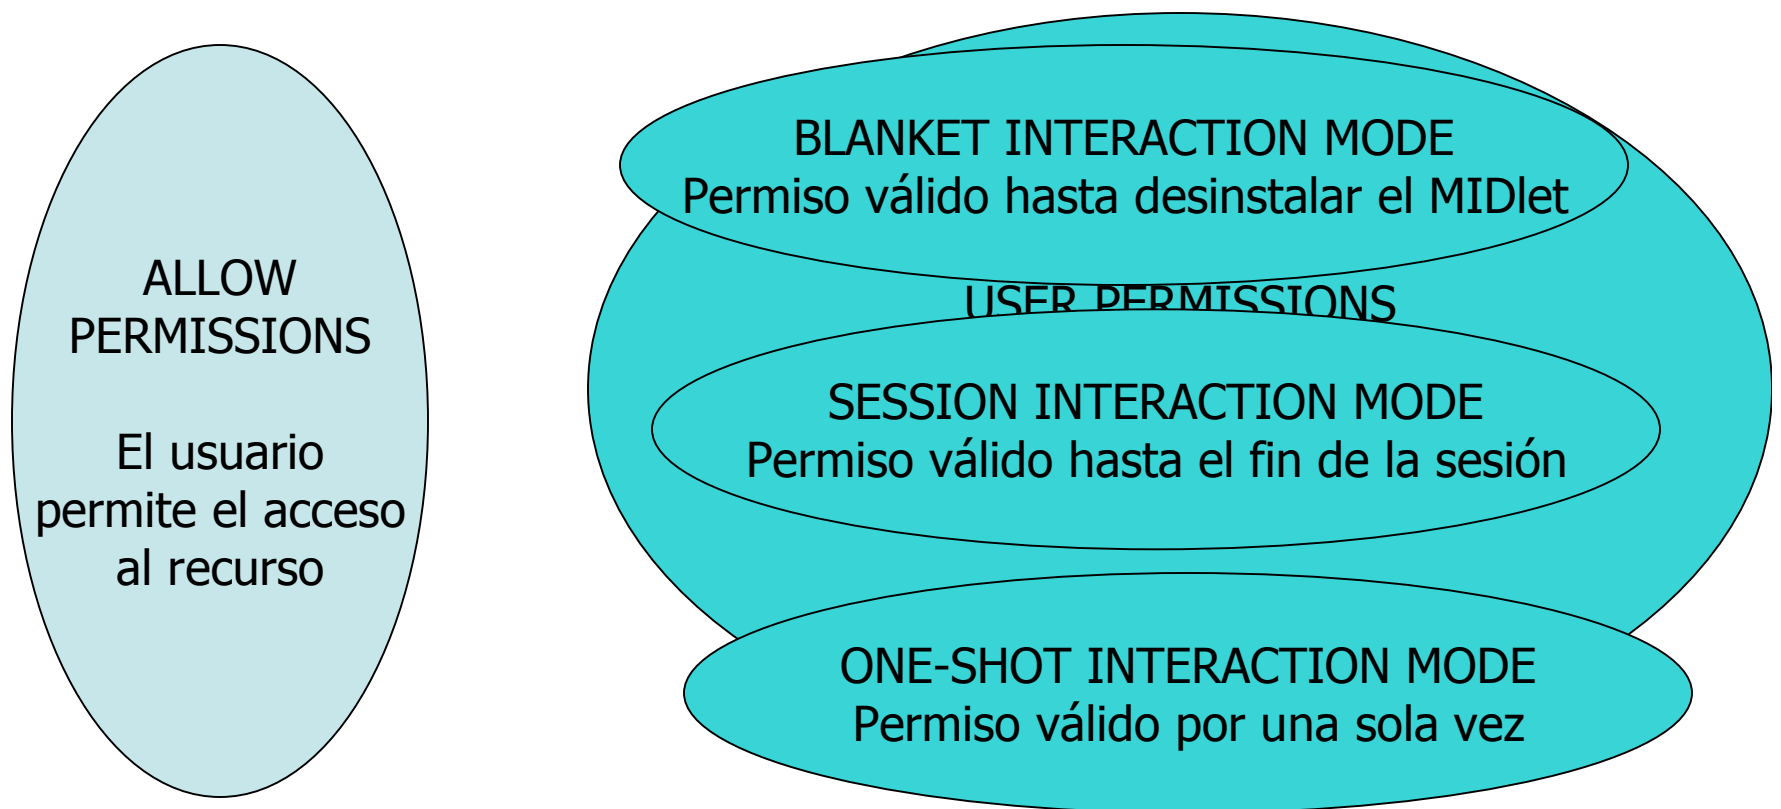 ALLOW
PERMISSIONS
El usuario
permite el acceso
al recurso
BLANKET INTERACTION MODE
Permiso válido hasta desinstalar el MIDlet
USER PERMISSIONS
SESSION INTERACTION MODE
Permiso válido hasta el fin de la sesión
ONE-SHOT INTERACTION MODE
Permiso válido por una sola vez